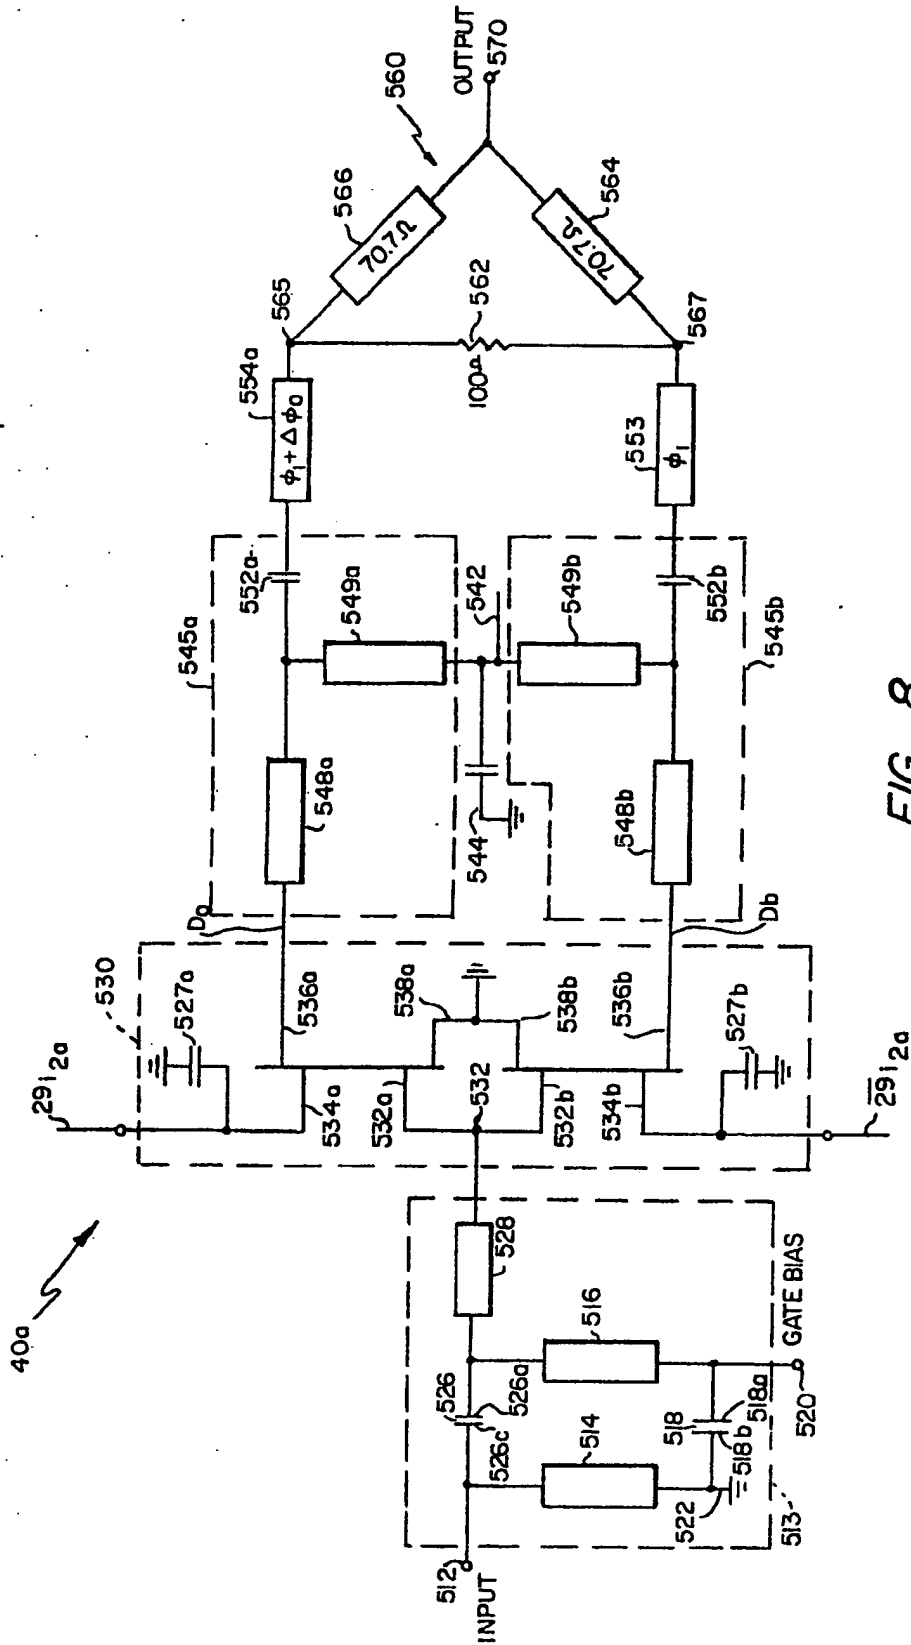 40a
29i2a
530
527a
Da
545a
552a
554a
ϕ1 + Δϕa
565
566
70.7Ω
560
OUTPUT
570
534a
536a
548a
549a
532a
538a
532
544
542
562
100Ω
532b
538b
534b
536b
548b
549b
564
70.7Ω
567
527b
Db
552b
545b
553
ϕ1
29i2a
INPUT
512
526
526c
526a
528
514
516
518
518b
518a
522
520
GATE BIAS
513
FIG. 8